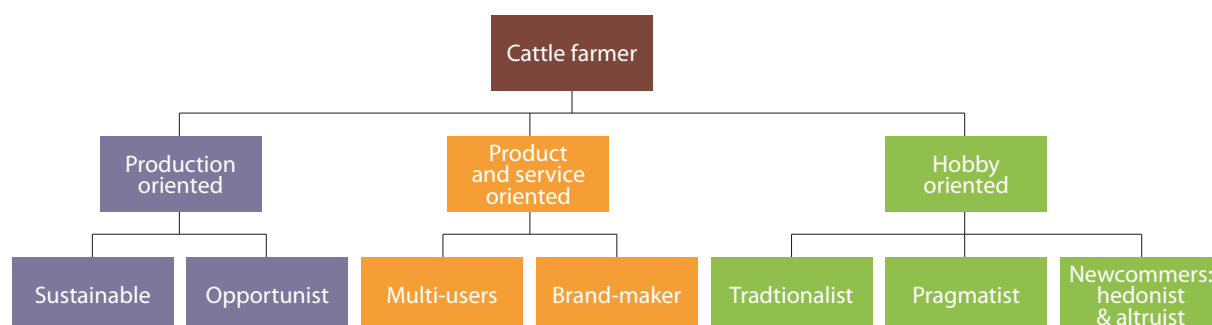 Cattle farmer
Production
oriented
Product
and service
oriented
Hobby
oriented
Sustainable
Opportunist
Multi-users
Brand-maker
Tradtionalist
Pragmatist
Newcommers:
hedonist
& altruist